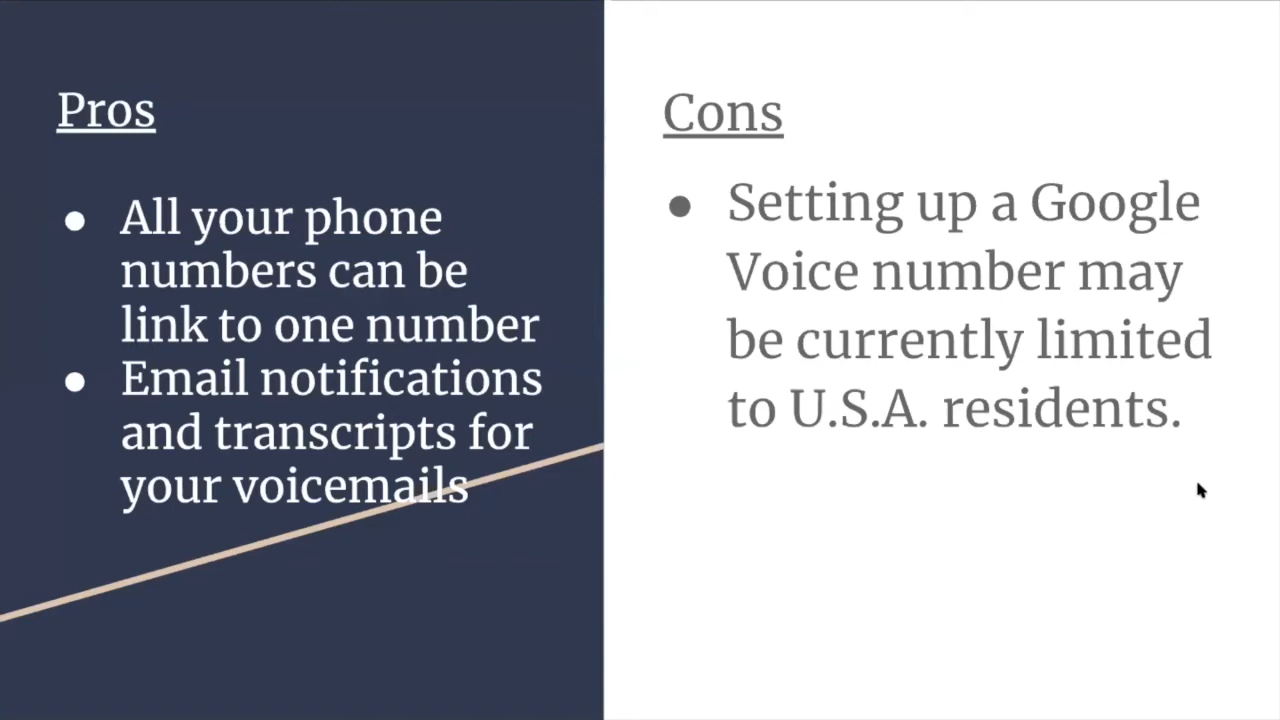 Pros
● All your phone
numbers can be
link to one number
● Email notifications
and transcripts for
your voicemails
Cons
● Setting up a Google
Voice number may
be currently limited
to U.S.A. residents.